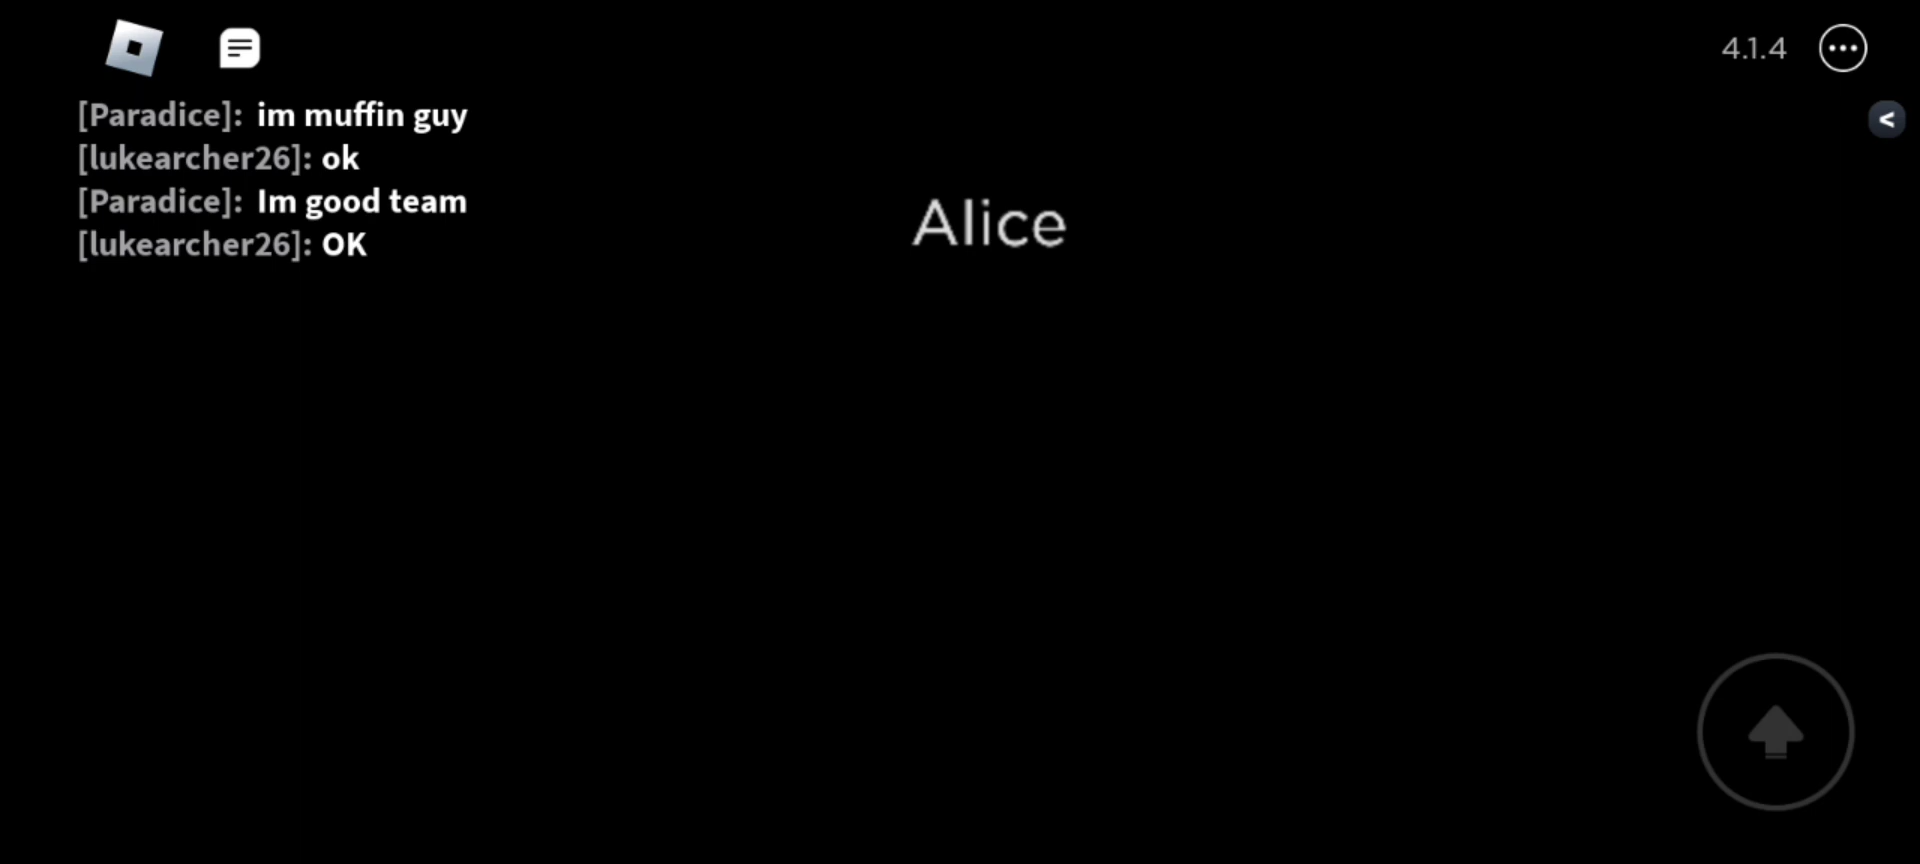 4.1.4
[Paradice]: im muffin guy
[lukearcher26]: ok
[Paradice]: Im good team
[lukearcher26]: OK
Alice